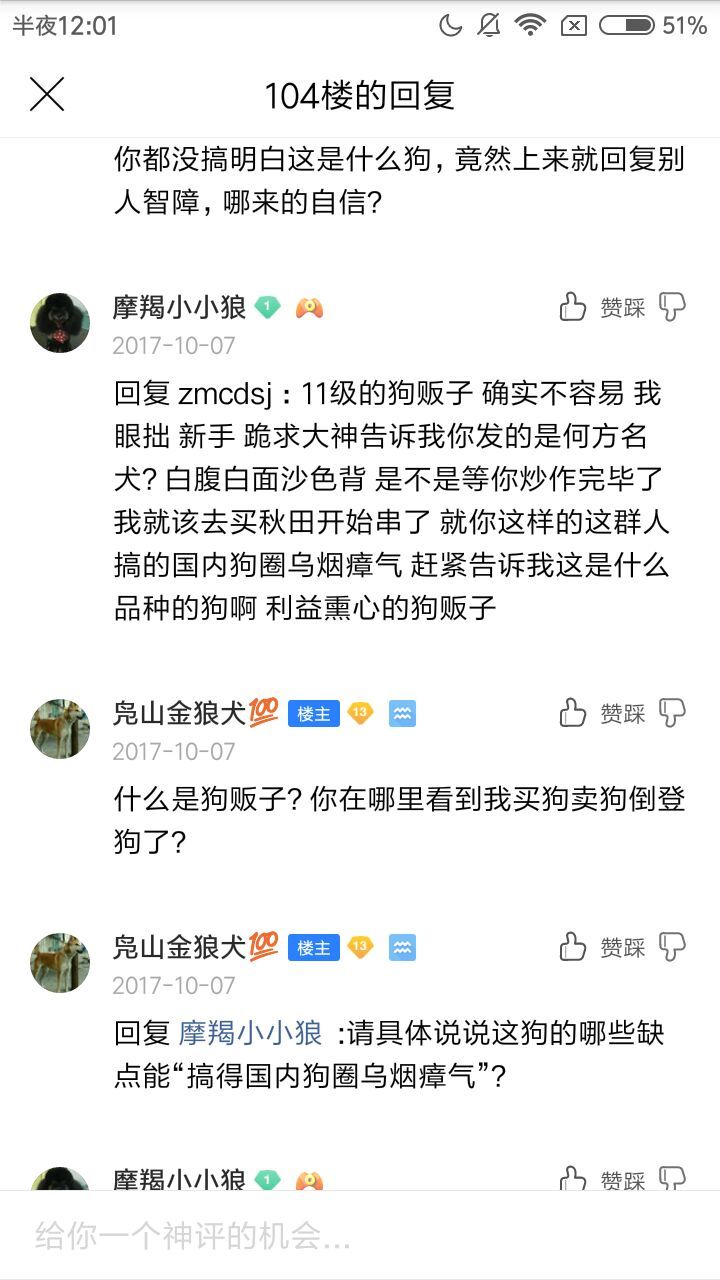 半夜12:01
51%
104楼的回复
你都没搞明白这是什么狗，竟然上来就回复别
人智障，哪来的自信？
摩羯小小狼 1
赞踩
2017-10-07
回复 zmcdsj：11级的狗贩子 确实不容易 我
眼拙 新手 跪求大神告诉我你发的是何方名
犬？白腹白面沙色背 是不是等你炒作完毕了
我就该去买秋田开始串了 就你这样的这群人
搞的国内狗圈乌烟瘴气 赶紧告诉我这是什么
品种的狗啊 利益熏心的狗贩子
凫山金狼犬💯 楼主 13
赞踩
2017-10-07
什么是狗贩子？你在哪里看到我买狗卖狗倒登
狗了？
凫山金狼犬💯 楼主 13
赞踩
2017-10-07
回复 摩羯小小狼 :请具体说说这狗的哪些缺
点能“搞得国内狗圈乌烟瘴气”？
摩羯小小狼 1
赞踩
给你一个神评的机会...